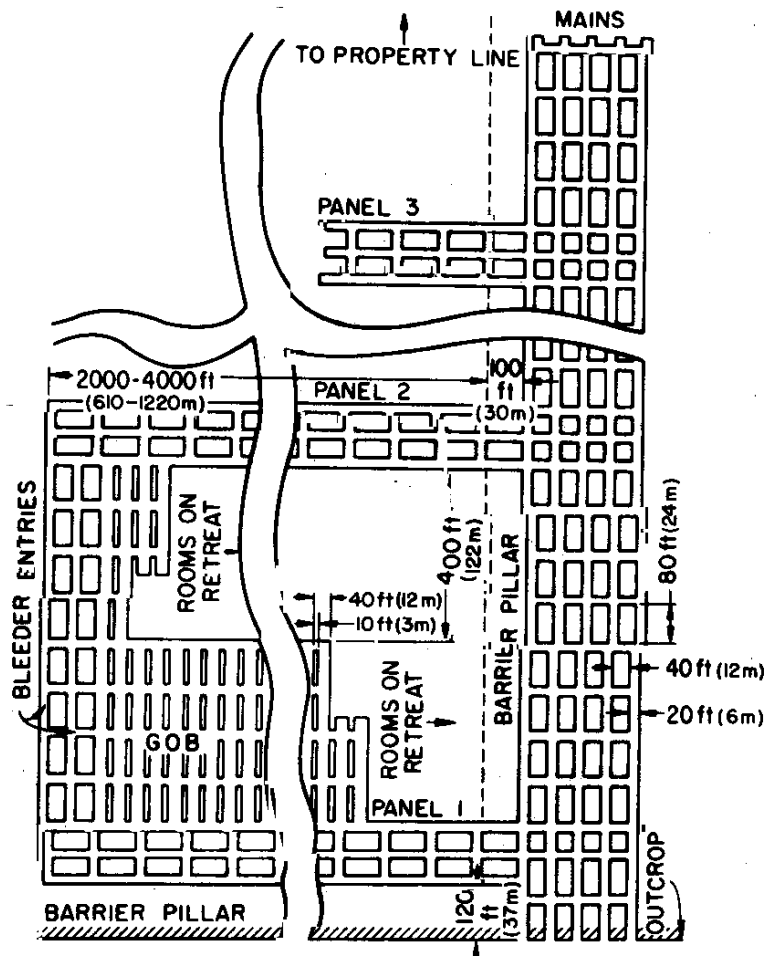 MAINS
TO PROPERTY LINE
PANEL 3
2000-4000 ft
(610-1220m)
PANEL 2
100
ft
(30m)
BLEEDER ENTRIES
ROOMS ON
RETREAT
400 ft
(122m)
BARRIER PILLAR
80 ft (24m)
40 ft (12m)
10 ft (3m)
ROOMS ON
RETREAT
40 ft (12m)
20 ft (6m)
GOB
PANEL 1
BARRIER PILLAR
120
ft
(37m)
OUTCROP